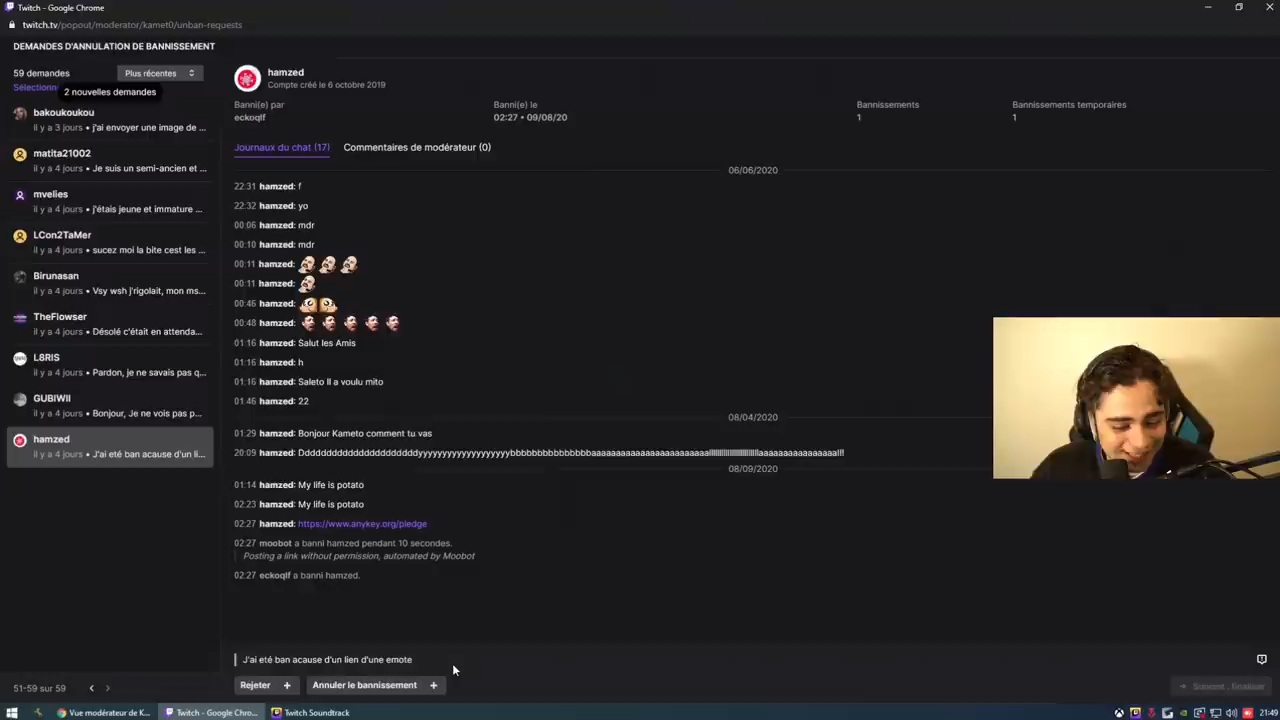 Twitch - Google Chrome
twitch.tv/popout/moderator/kamet0/unban-requests
DEMANDES D'ANNULATION DE BANNISSEMENT
59 demandes
Plus récentes
Sélectionn
2 nouvelles demandes
bakoukoukou
il y a 3 jours • j'ai envoyer une image de ...
matita21002
il y a 4 jours • Je suis un semi-ancien et ...
mvelies
il y a 4 jours • j'étais jeune et immature ...
LCon2TaMer
il y a 4 jours • sucez moi la bite cest les ...
Birunasan
il y a 4 jours • Vsy wsh j'rigolait, mon ms...
TheFlowser
il y a 4 jours • Désolé c'était en attenda...
L8RIS
il y a 4 jours • Pardon, je ne savais pas q...
GUBIWII
il y a 4 jours • Bonjour, Je ne vois pas p...
hamzed
il y a 4 jours • J'ai eté ban acause d'un li...
51-59 sur 59
hamzed
Compte créé le 6 octobre 2019
Banni(e) par
eckoqlf
Banni(e) le
02:27 • 09/08/20
Bannissements
1
Bannissements temporaires
1
Journaux du chat (17)
Commentaires de modérateur (0)
06/06/2020
22:31 hamzed: f
22:32 hamzed: yo
00:06 hamzed: mdr
00:10 hamzed: mdr
00:11 hamzed:
00:11 hamzed:
00:46 hamzed:
00:48 hamzed:
01:16 hamzed: Salut les Amis
01:16 hamzed: h
01:16 hamzed: Saleto Il a voulu mito
01:46 hamzed: 22
08/04/2020
01:29 hamzed: Bonjour Kameto comment tu vas
20:09 hamzed:
08/09/2020
01:14 hamzed: My life is potato
02:23 hamzed: My life is potato
02:27 hamzed: https://www.anykey.org/pledge
02:27 moobot a banni hamzed pendant 10 secondes.
Posting a link without permission, automated by Moobot
02:27 eckoqlf a banni hamzed.
J'ai eté ban acause d'un lien d'une emote
Rejeter +
Annuler le bannissement +
Vue modérateur de K...
Twitch - Google Chro...
Twitch Soundtrack
21:49